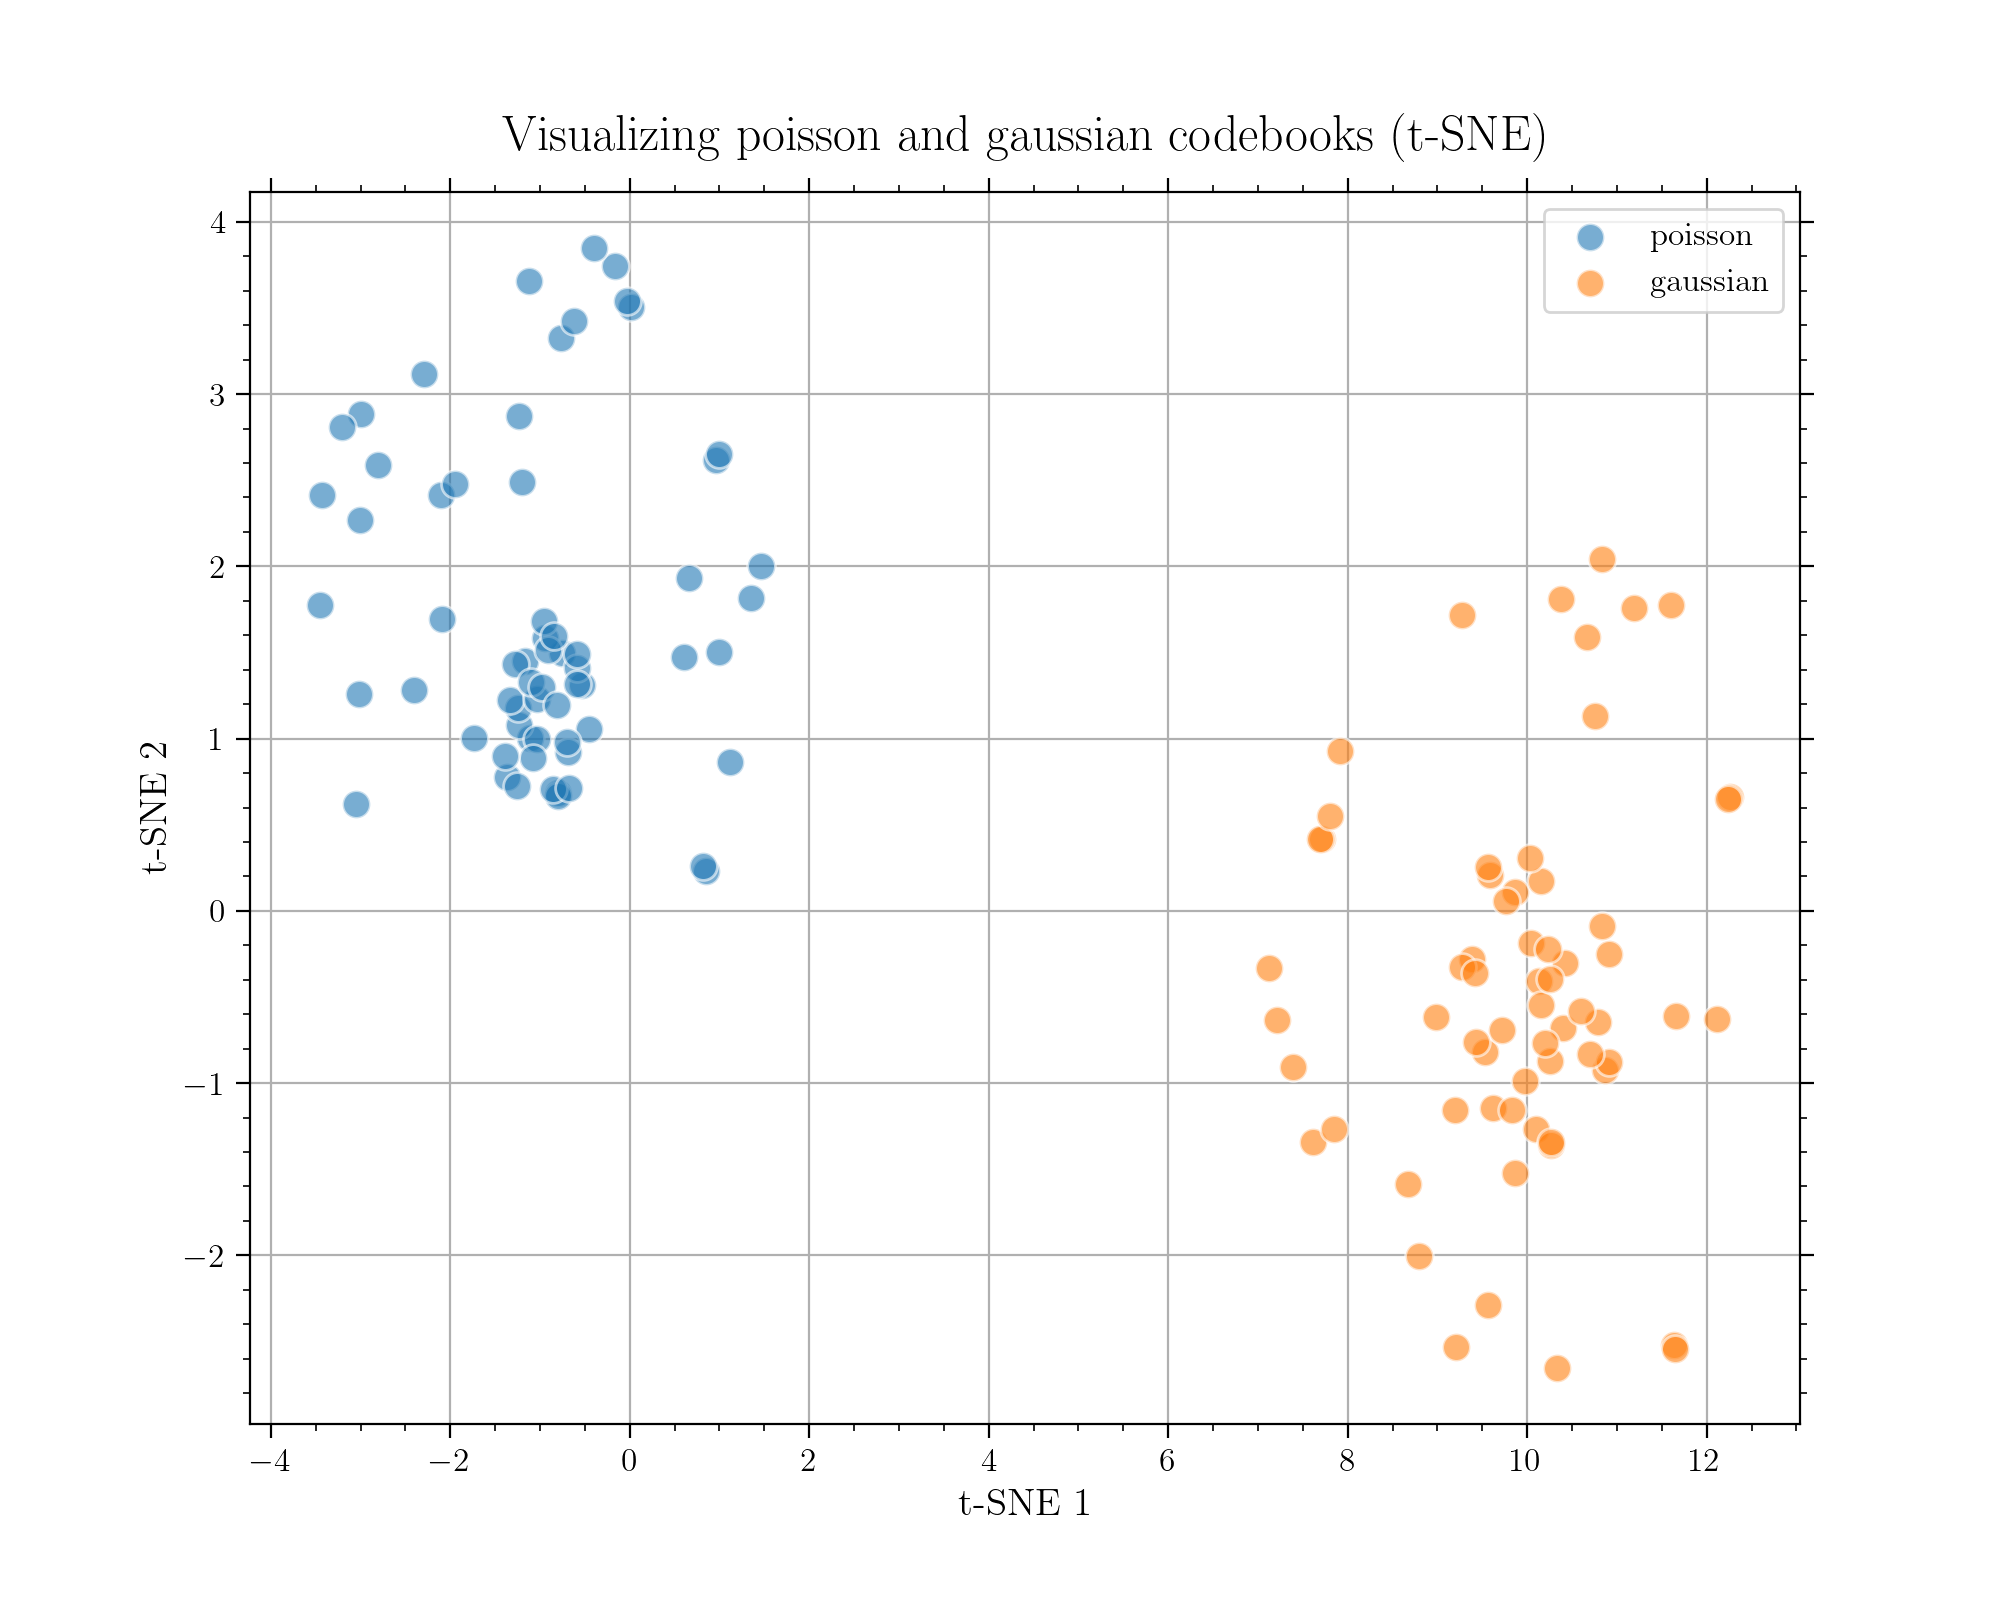 Visualizing poisson and gaussian codebooks (t-SNE)
poisson
gaussian
4
3
2
1
0
−1
−2
t-SNE 2
−4 −2 0 2 4 6 8 10 12
t-SNE 1